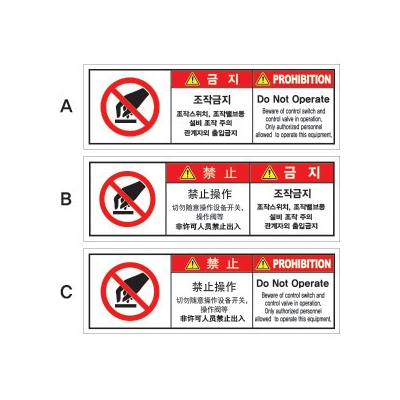 A
금 지
조작금지
조작스위치, 조작밸브등
설비 조작 주의
관계자외 출입금지
PROHIBITION
Do Not Operate
Beware of control switch and
control valve in operation.
Only authorized personnel
allowed to operate this equipment.
B
禁 止
禁止操作
切勿随意操作设备开关,
操作阀等
非许可人员禁止出入
금 지
조작금지
조작스위치, 조작밸브등
설비 조작 주의
관계자외 출입금지
C
禁 止
禁止操作
切勿随意操作设备开关,
操作阀等
非许可人员禁止出入
PROHIBITION
Do Not Operate
Beware of control switch and
control valve in operation.
Only authorized personnel
allowed to operate this equipment.